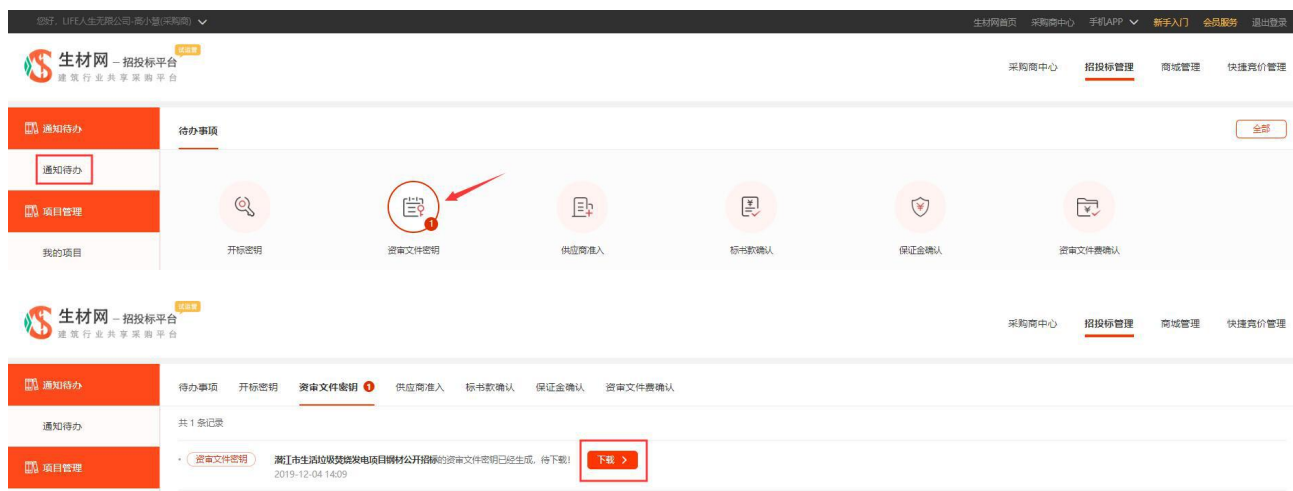 您好, LIFE人生无限公司-高小慧(采购商)
生材网首页 采购商中心 手机APP 新手入门 会员服务 退出登录
生材网 – 招投标平台 试运营
建筑行业共享采购平台
采购商中心 招投标管理 商城管理 快捷竞价管理
通知待办
待办事项
全部
通知待办
项目管理
我的项目
1
开标密钥 资审文件密钥 供应商准入 标书款确认 保证金确认 资审文件费确认
生材网 – 招投标平台 试运营
建筑行业共享采购平台
采购商中心 招投标管理 商城管理 快捷竞价管理
通知待办
待办事项 开标密钥 资审文件密钥 1 供应商准入 标书款确认 保证金确认 资审文件费确认
通知待办
共 1 条记录
项目管理
· 资审文件密钥 江市生活垃圾焚烧发电项目钢材公开招标的资审文件密钥已经生成, 待下载! 下载 >
2019-12-04 14:09